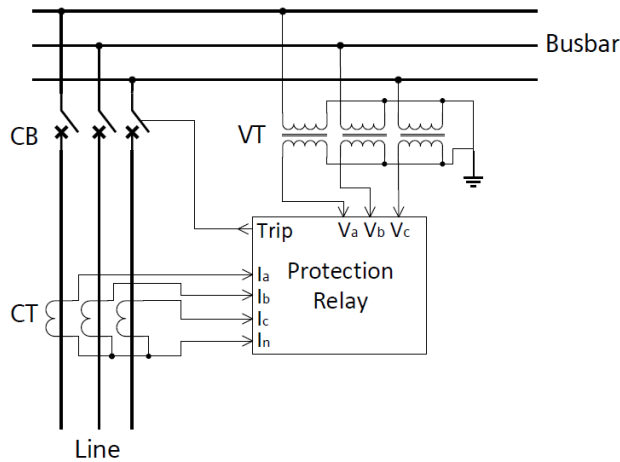 Busbar
CB
VT
Trip
Va Vb Vc
Protection
Relay
Ia
Ib
Ic
In
CT
Line